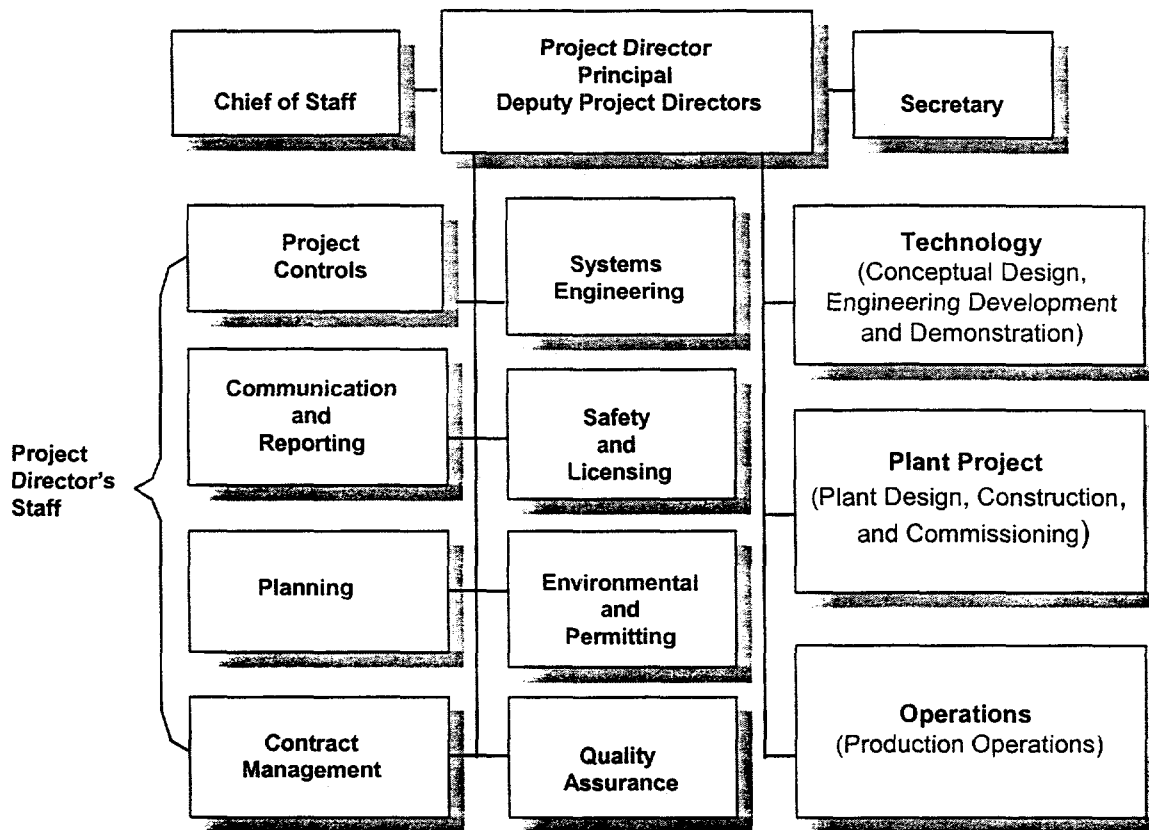 Chief of Staff
Project Director
Principal
Deputy Project Directors
Secretary
Project Director's
Staff
Project
Controls
Systems
Engineering
Technology
(Conceptual Design,
Engineering Development
and Demonstration)
Communication
and
Reporting
Safety
and
Licensing
Plant Project
(Plant Design, Construction,
and Commissioning)
Planning
Environmental
and
Permitting
Contract
Management
Quality
Assurance
Operations
(Production Operations)